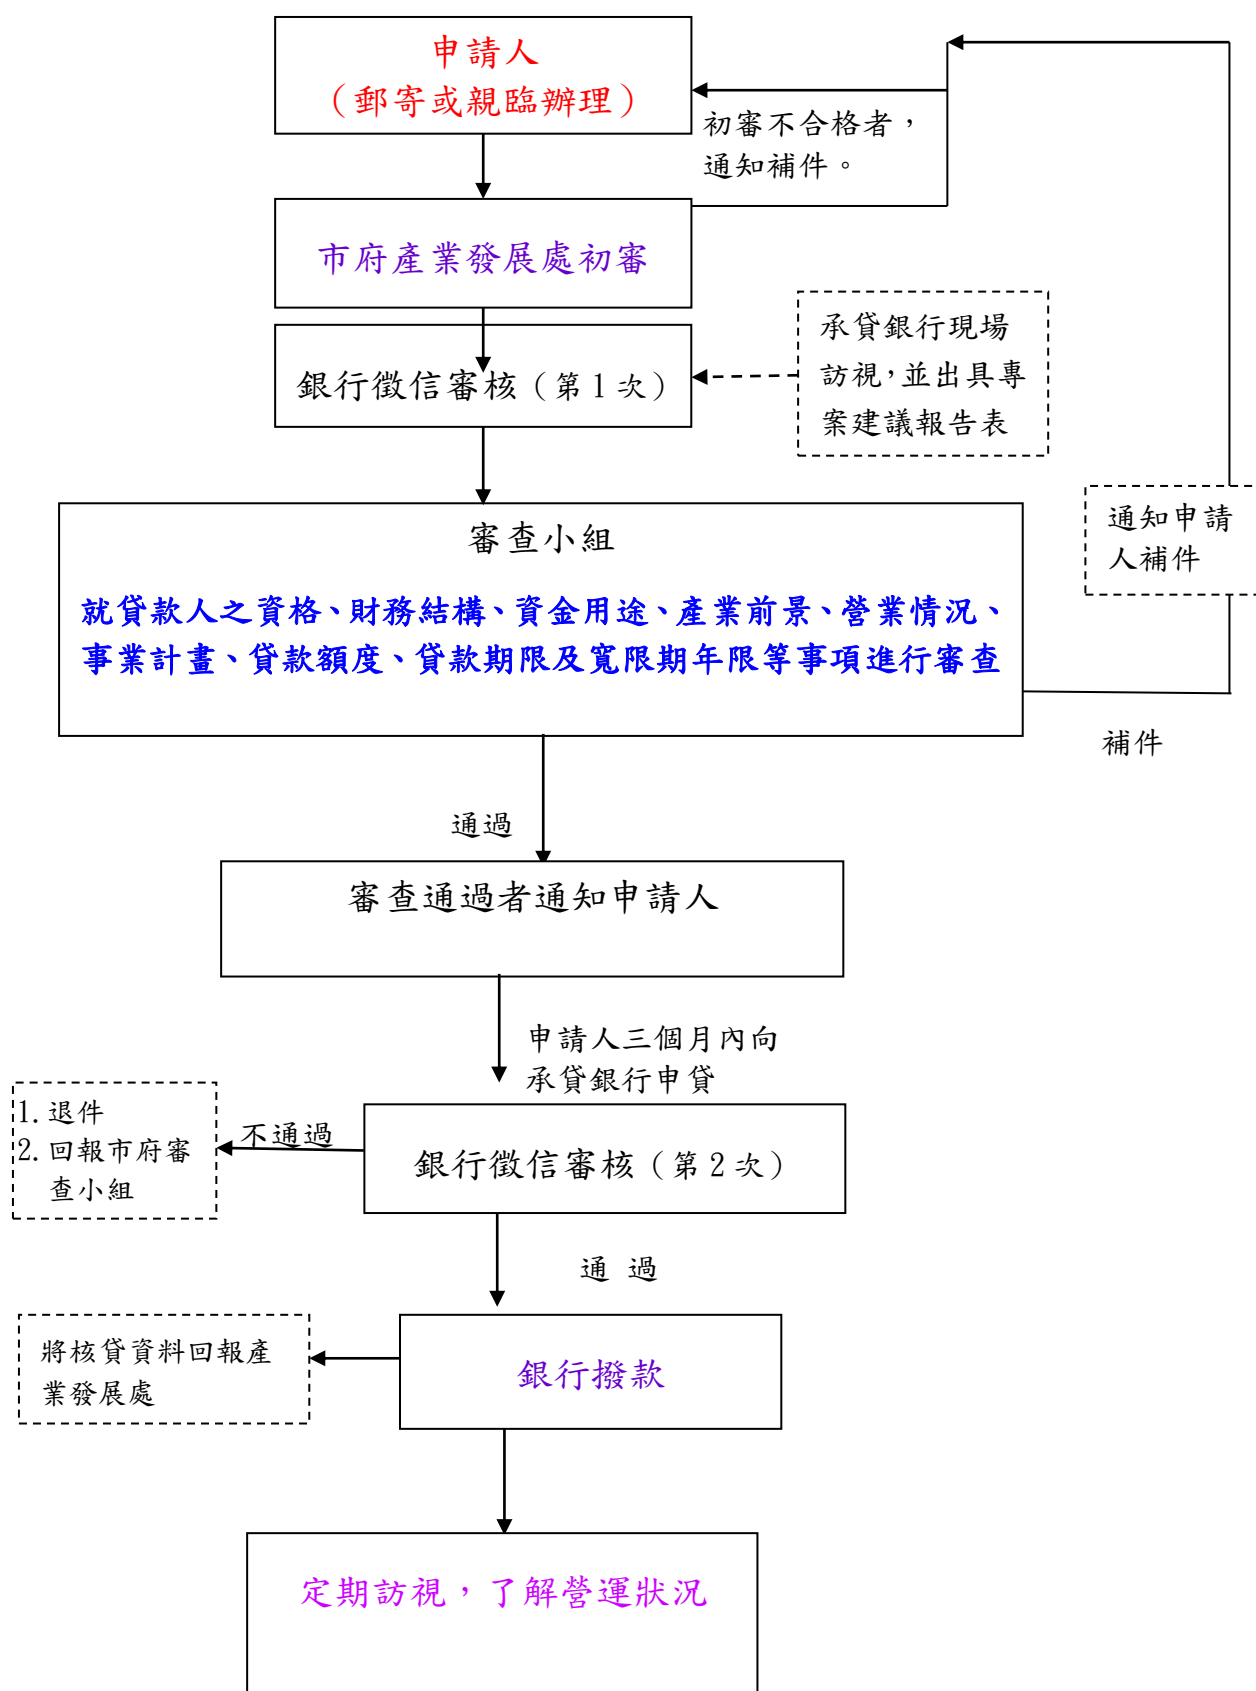 申請人
（郵寄或親臨辦理）
初審不合格者，
通知補件。
市府產業發展處初審
承貸銀行現場
訪視，並出具專
案建議報告表
銀行徵信審核（第1次）
通知申請
人補件
審查小組
就貸款人之資格、財務結構、資金用途、產業前景、營業情況、
事業計畫、貸款額度、貸款期限及寬限期年限等事項進行審查
補件
通過
審查通過者通知申請人
申請人三個月內向
承貸銀行申貸
1. 退件
2. 回報市府審
查小組
不通過
銀行徵信審核（第2次）
通 過
將核貸資料回報產
業發展處
銀行撥款
定期訪視，了解營運狀況